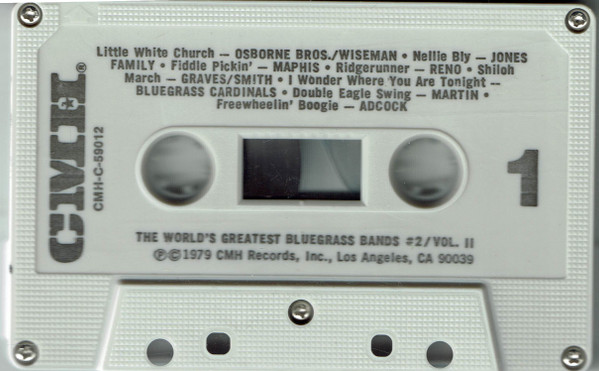 Little White Church — OSBORNE BROS./WISEMAN • Nellie Bly — JONES
FAMILY • Fiddle Pickin' — MAPHIS • Ridgerunner — RENO • Shiloh
March — GRAVES/SMITH • I Wonder Where You Are Tonight —
BLUEGRASS CARDINALS • Double Eagle Swing — MARTIN •
Freewheelin' Boogie — ADCOCK
CMH®
CMH-C-59012
1
THE WORLD'S GREATEST BLUEGRASS BANDS #2/VOL. II
℗©1979 CMH Records, Inc., Los Angeles, CA 90039